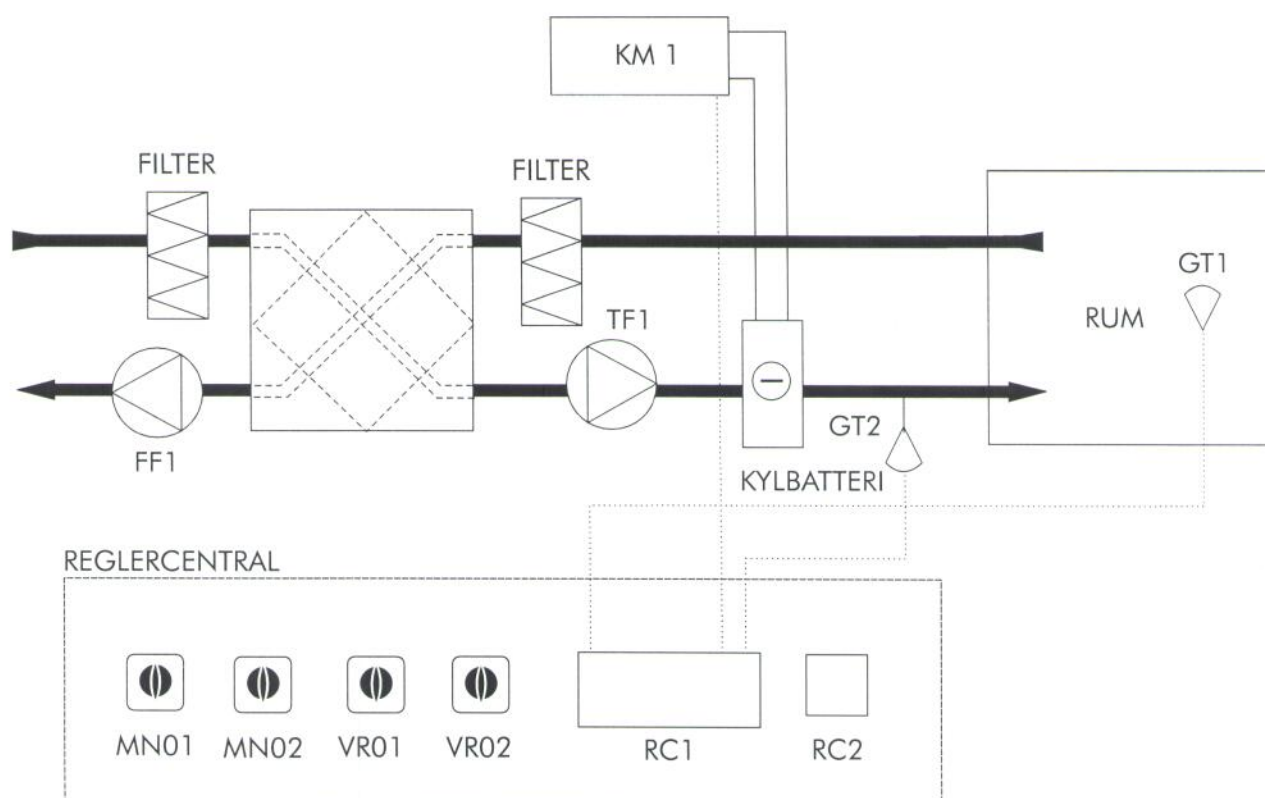 KM 1
FILTER
FILTER
GT1
RUM
TF1
GT2
FF1
KYLBATTERI
REGLERCENTRAL
MN01
MN02
VR01
VR02
RC1
RC2